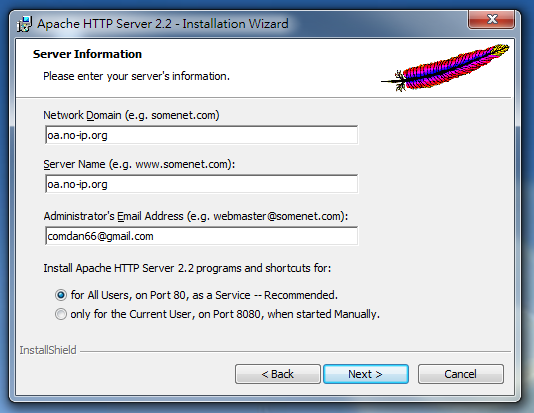 Apache HTTP Server 2.2 - Installation Wizard
Server Information
Please enter your server's information.
Network Domain (e.g. somenet.com)
oa.no-ip.org
Server Name (e.g. www.somenet.com):
oa.no-ip.org
Administrator's Email Address (e.g. webmaster@somenet.com):
comdan66@gmail.com
Install Apache HTTP Server 2.2 programs and shortcuts for:
for All Users, on Port 80, as a Service -- Recommended.
only for the Current User, on Port 8080, when started Manually.
InstallShield
< Back Next > Cancel